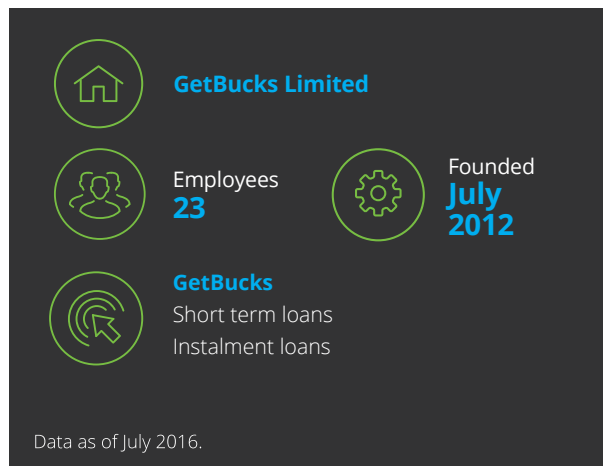 GetBucks Limited
Employees
23
Founded
July
2012
GetBucks
Short term loans
Instalment loans
Data as of July 2016.